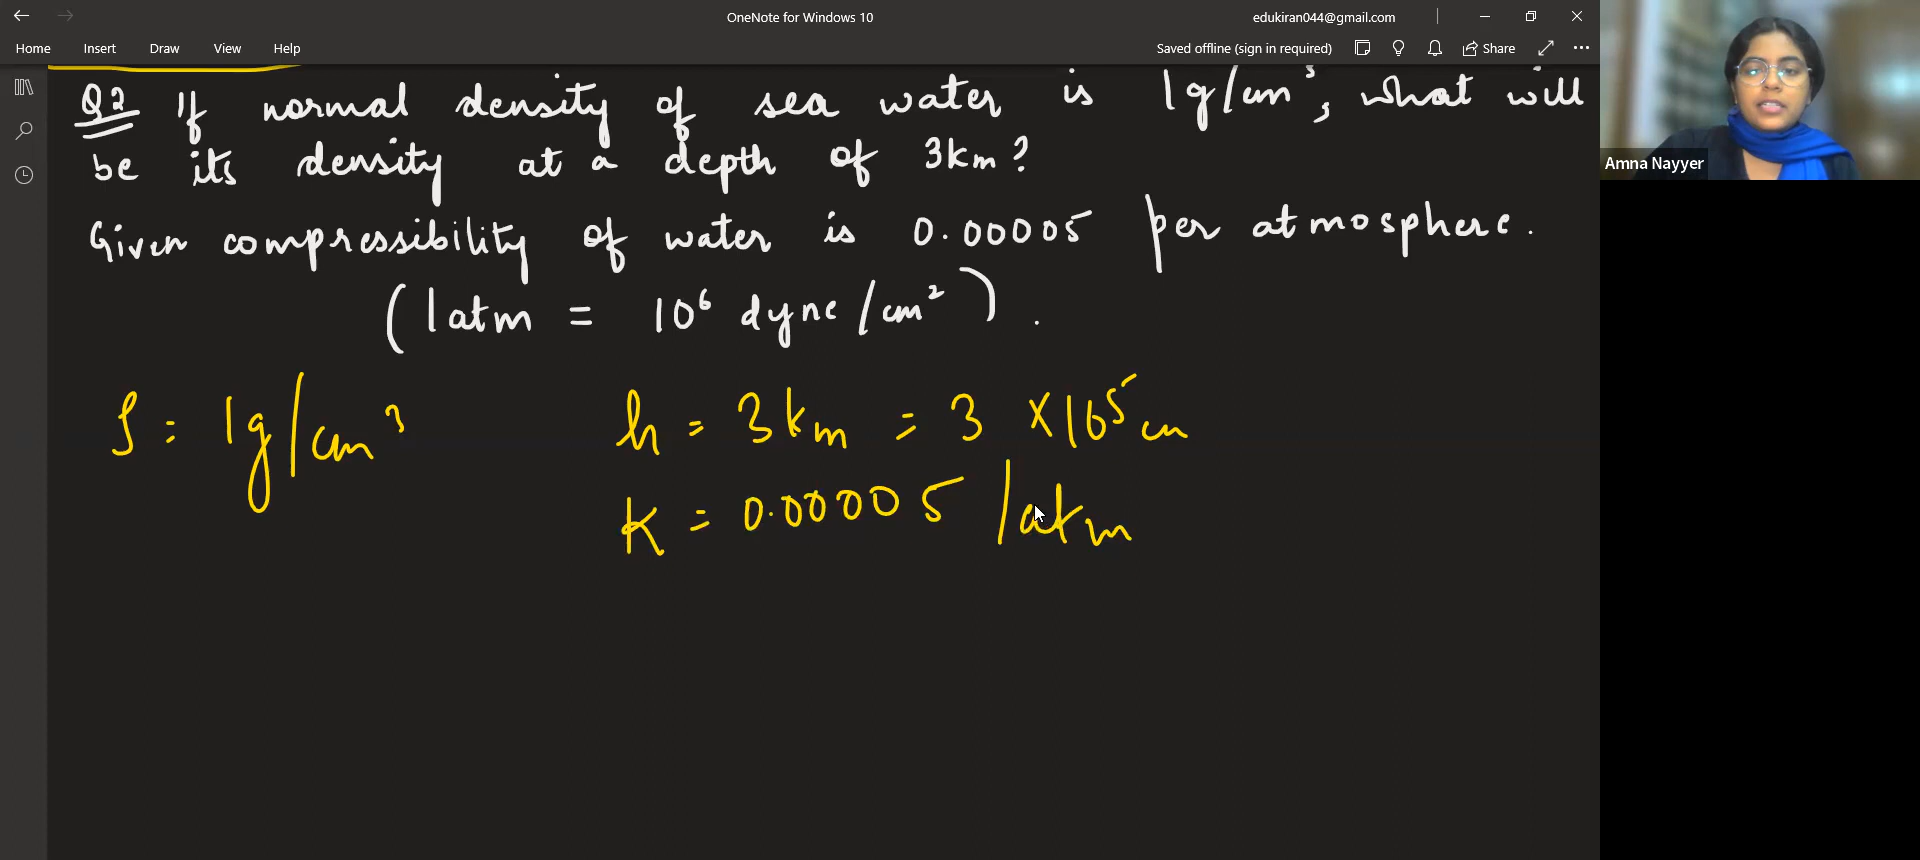 OneNote for Windows 10
edukiran044@gmail.com
Home Insert Draw View Help
Saved offline (sign in required) Share
Q2 If normal density of sea water is 1g/cm³, what will
be its density at a depth of 3km?
Given compressibility of water is 0.00005 per atmosphere.
(1atm = 10⁶ dyne/cm²).
ρ = 1g/cm³ h = 3km = 3 ×10⁵ cm
K = 0.00005 /atm
Amna Nayyer